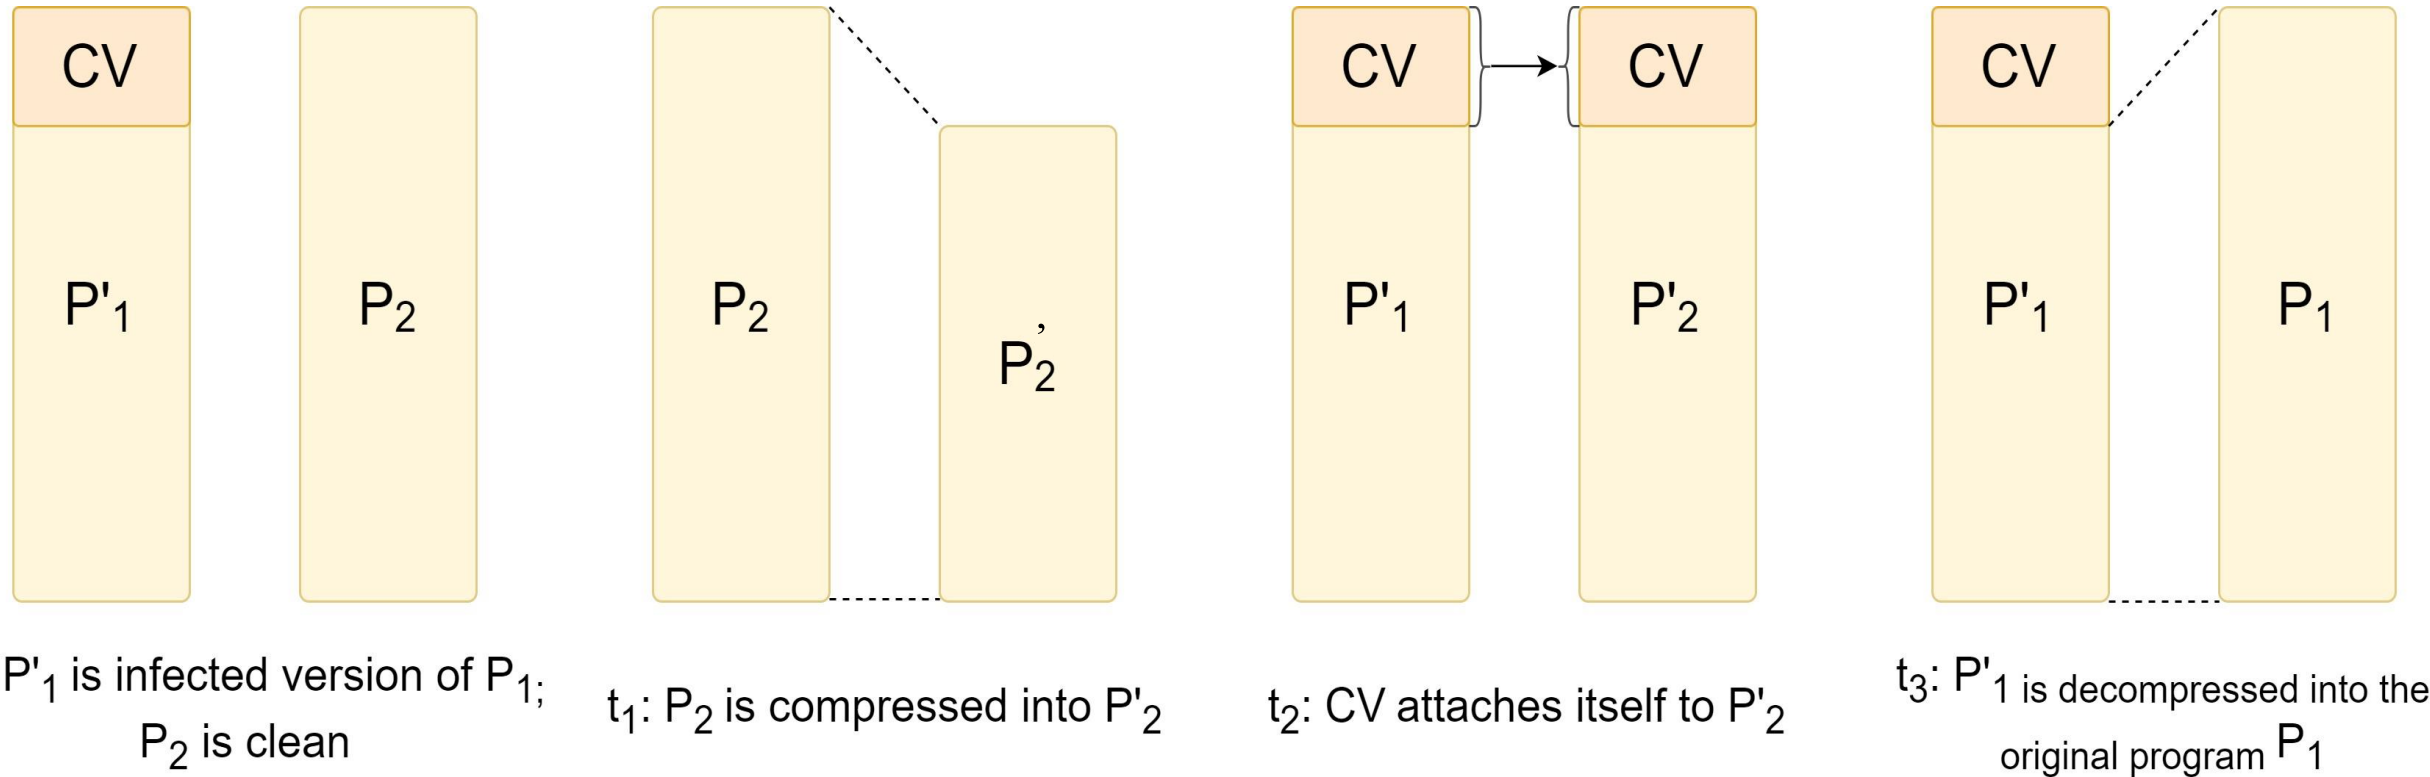 CV
P'1
P2
P2
P2’
CV
CV
P'1
P'2
CV
P'1
P1
P'1 is infected version of P1;
P2 is clean
t1: P2 is compressed into P'2
t2: CV attaches itself to P'2
t3: P'1 is decompressed into the
original program P1